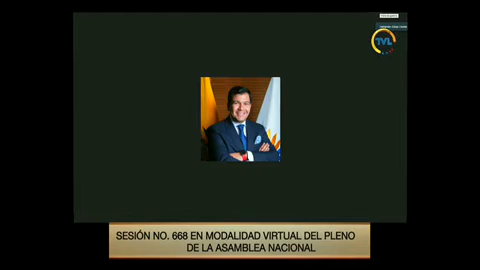 TVL
SESIÓN NO. 668 EN MODALIDAD VIRTUAL DEL PLENO
DE LA ASAMBLEA NACIONAL